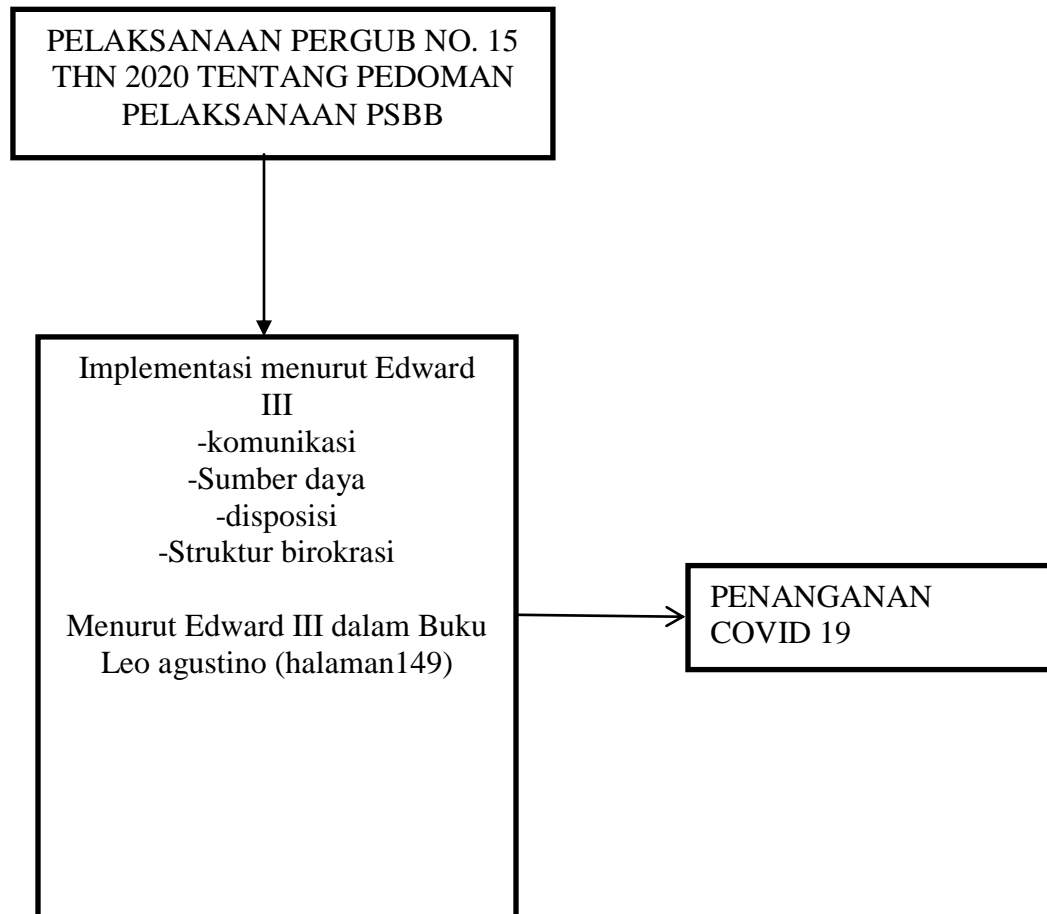 PELAKSANAAN PERGUB NO. 15
THN 2020 TENTANG PEDOMAN
PELAKSANAAN PSBB
Implementasi menurut Edward
III
-komunikasi
-Sumber daya
-disposisi
-Struktur birokrasi
Menurut Edward III dalam Buku
Leo agustino (halaman149)
PENANGANAN
COVID 19